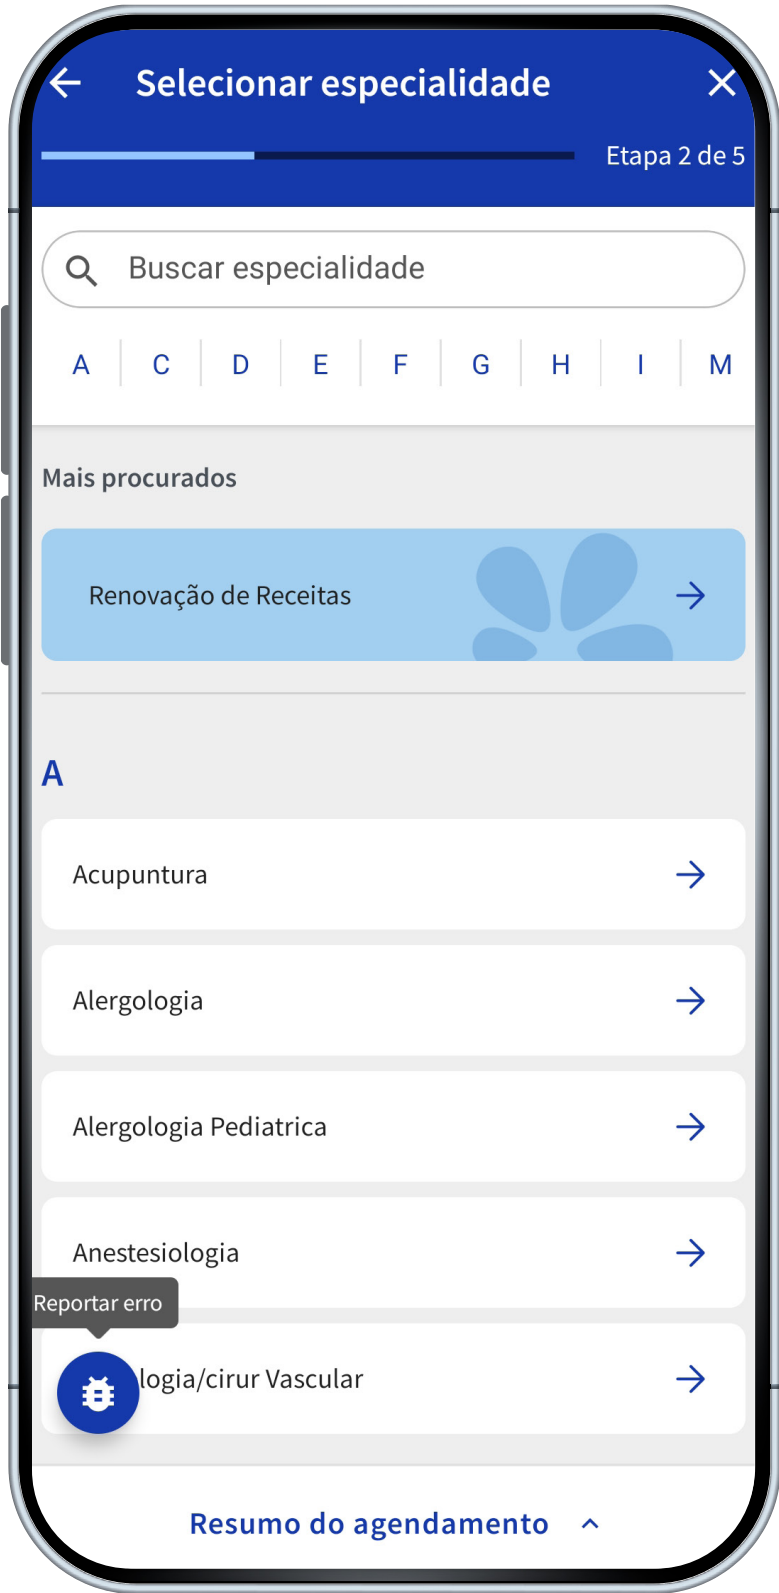 Selecionar especialidade
Etapa 2 de 5
Buscar especialidade
A C D E F G H I M
Mais procurados
Renovação de Receitas
A
Acupuntura
Alergologia
Alergologia Pediatrica
Anestesiologia
Reportar erro
logia/cirur Vascular
Resumo do agendamento